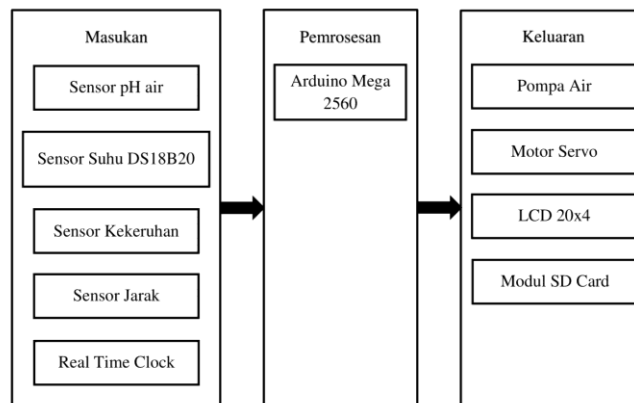 Masukan
Sensor pH air
Sensor Suhu DS18B20
Sensor Kekeruhan
Sensor Jarak
Real Time Clock
Pemrosesan
Arduino Mega
2560
Keluaran
Pompa Air
Motor Servo
LCD 20x4
Modul SD Card